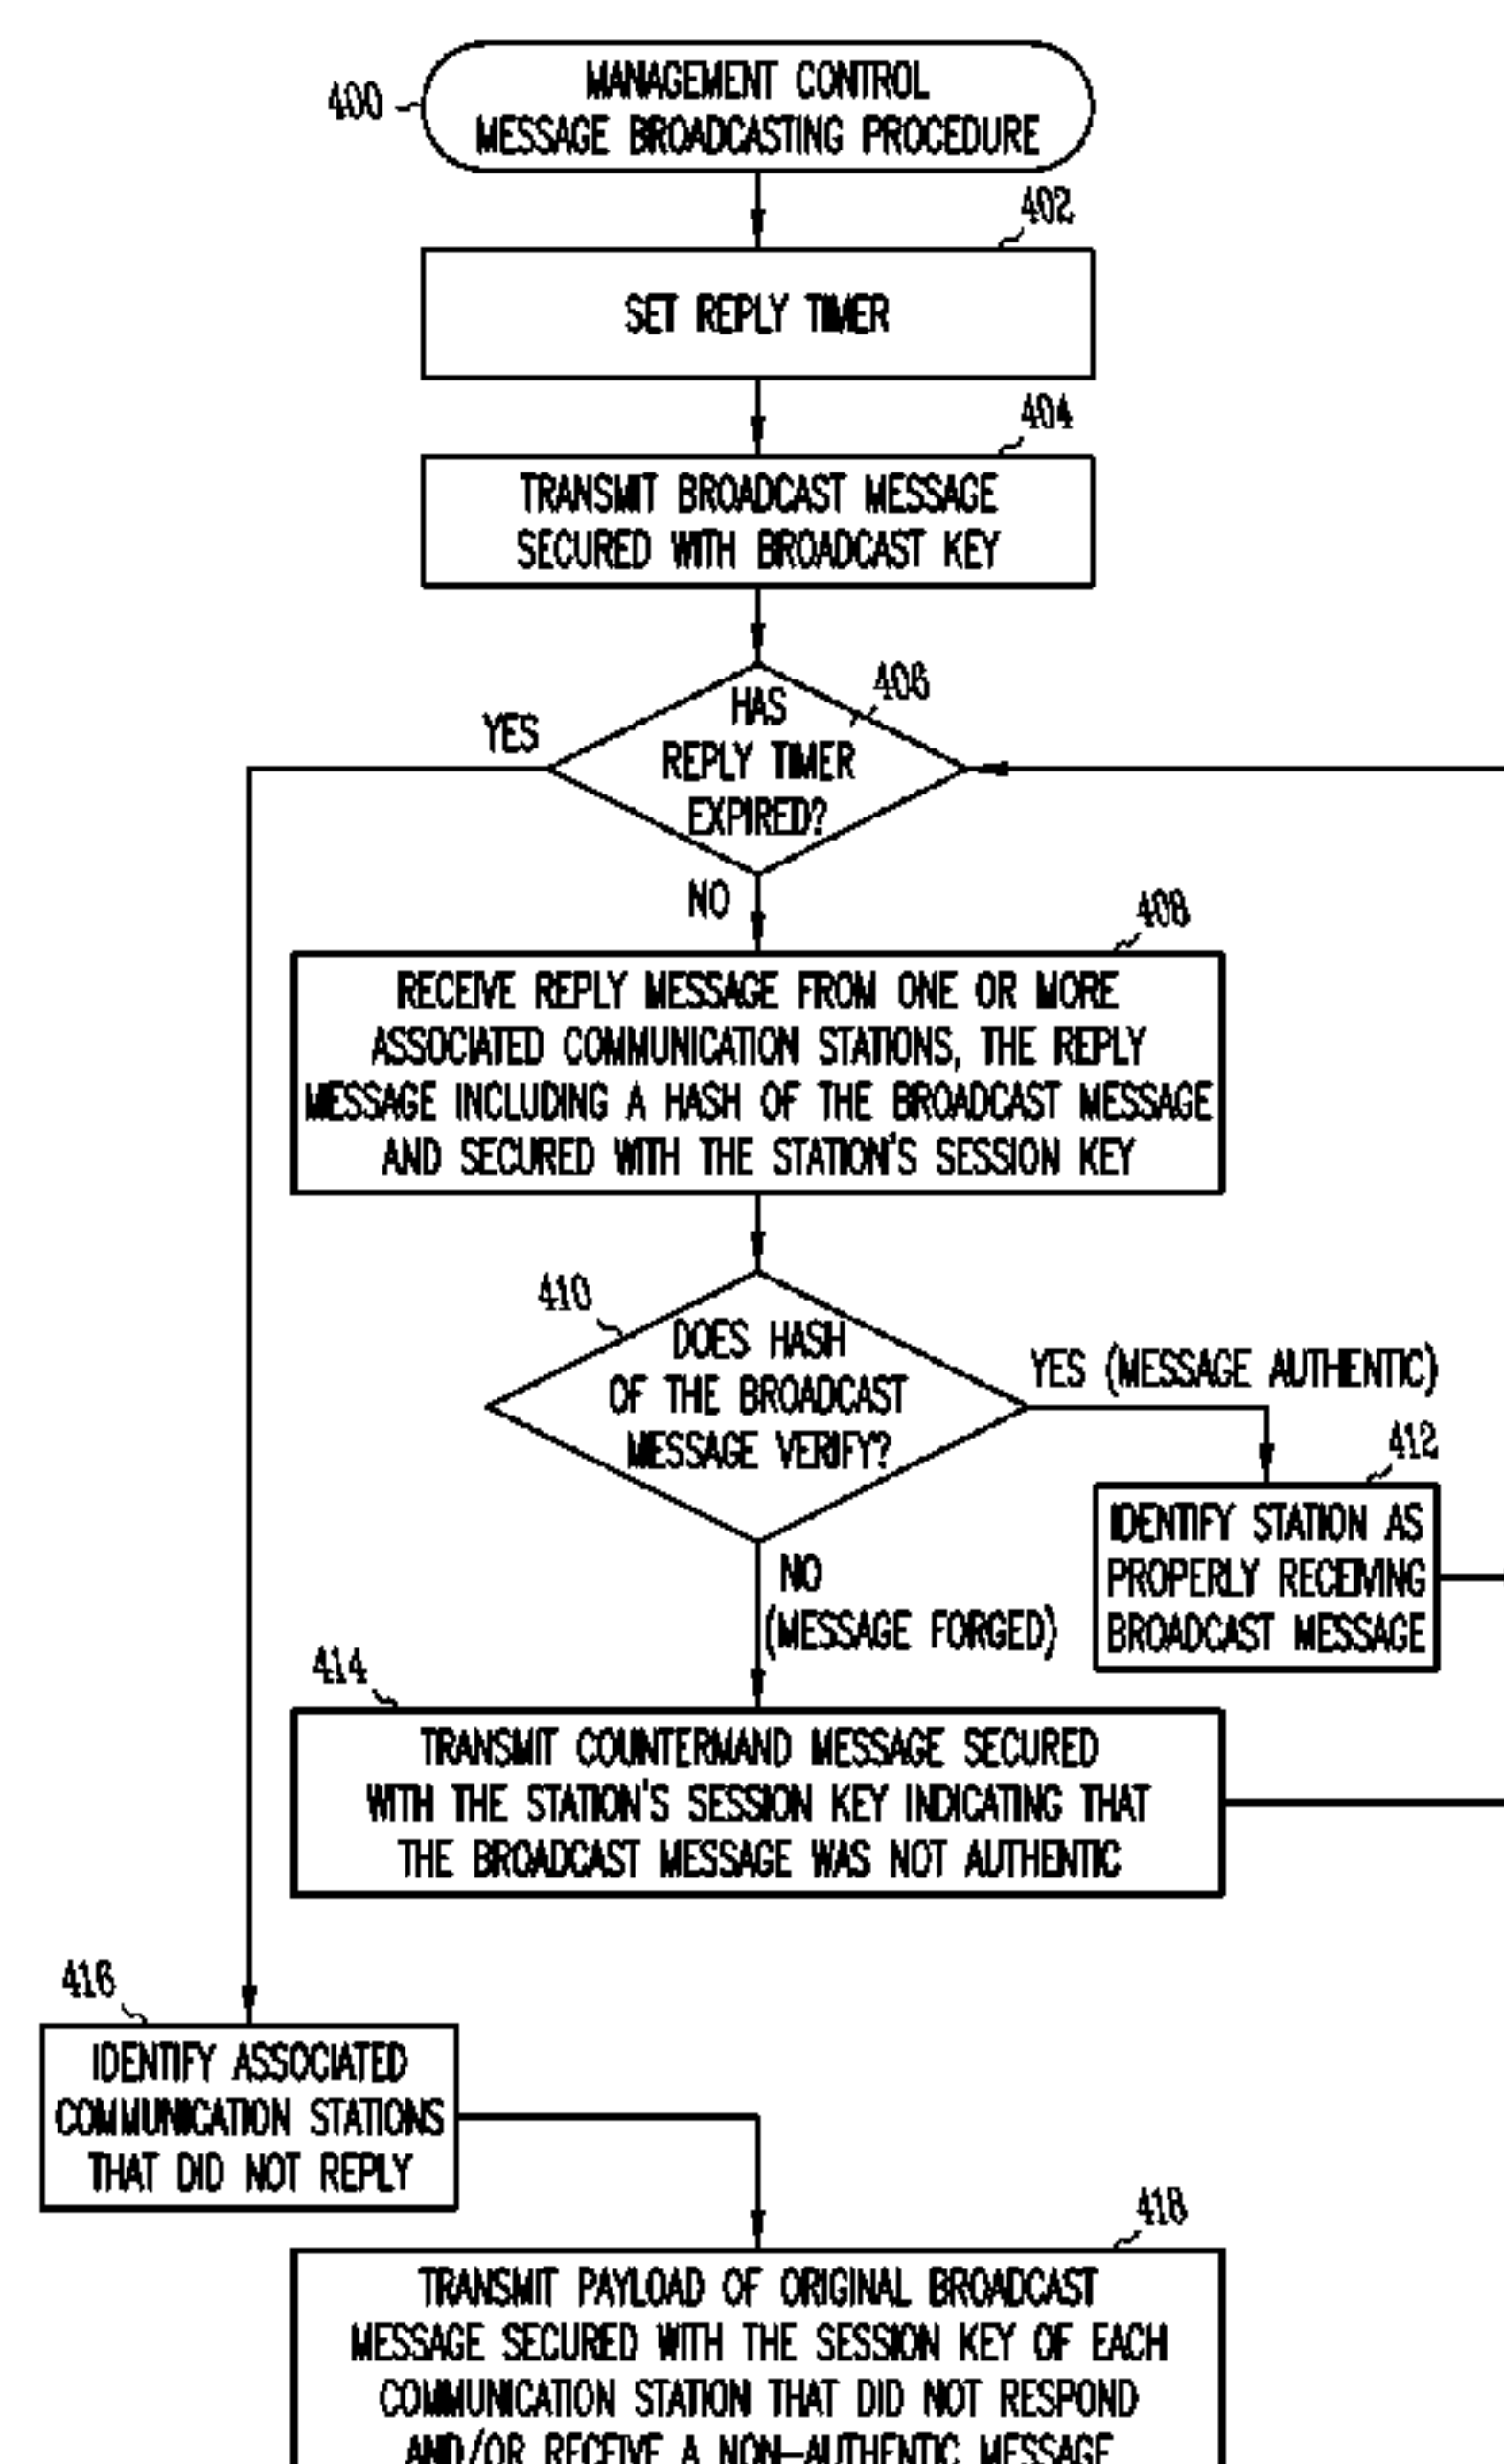 400
MANAGEMENT CONTROL
MESSAGE BROADCASTING PROCEDURE
402
SET REPLY TIMER
404
TRANSMIT BROADCAST MESSAGE
SECURED WITH BROADCAST KEY
406
HAS
REPLY TIMER
EXPIRED?
YES
NO
408
RECEIVE REPLY MESSAGE FROM ONE OR MORE
ASSOCIATED COMMUNICATION STATIONS, THE REPLY
MESSAGE INCLUDING A HASH OF THE BROADCAST MESSAGE
AND SECURED WITH THE STATION'S SESSION KEY
410
DOES HASH
OF THE BROADCAST
MESSAGE VERIFY?
YES (MESSAGE AUTHENTIC)
412
IDENTIFY STATION AS
PROPERLY RECEIVING
BROADCAST MESSAGE
NO
(MESSAGE FORGED)
414
TRANSMIT COUNTERMAND MESSAGE SECURED
WITH THE STATION'S SESSION KEY INDICATING THAT
THE BROADCAST MESSAGE WAS NOT AUTHENTIC
416
IDENTIFY ASSOCIATED
COMMUNICATION STATIONS
THAT DID NOT REPLY
418
TRANSMIT PAYLOAD OF ORIGINAL BROADCAST
MESSAGE SECURED WITH THE SESSION KEY OF EACH
COMMUNICATION STATION THAT DID NOT RESPOND
AND/OR RECEIVE A NON-AUTHENTIC MESSAGE